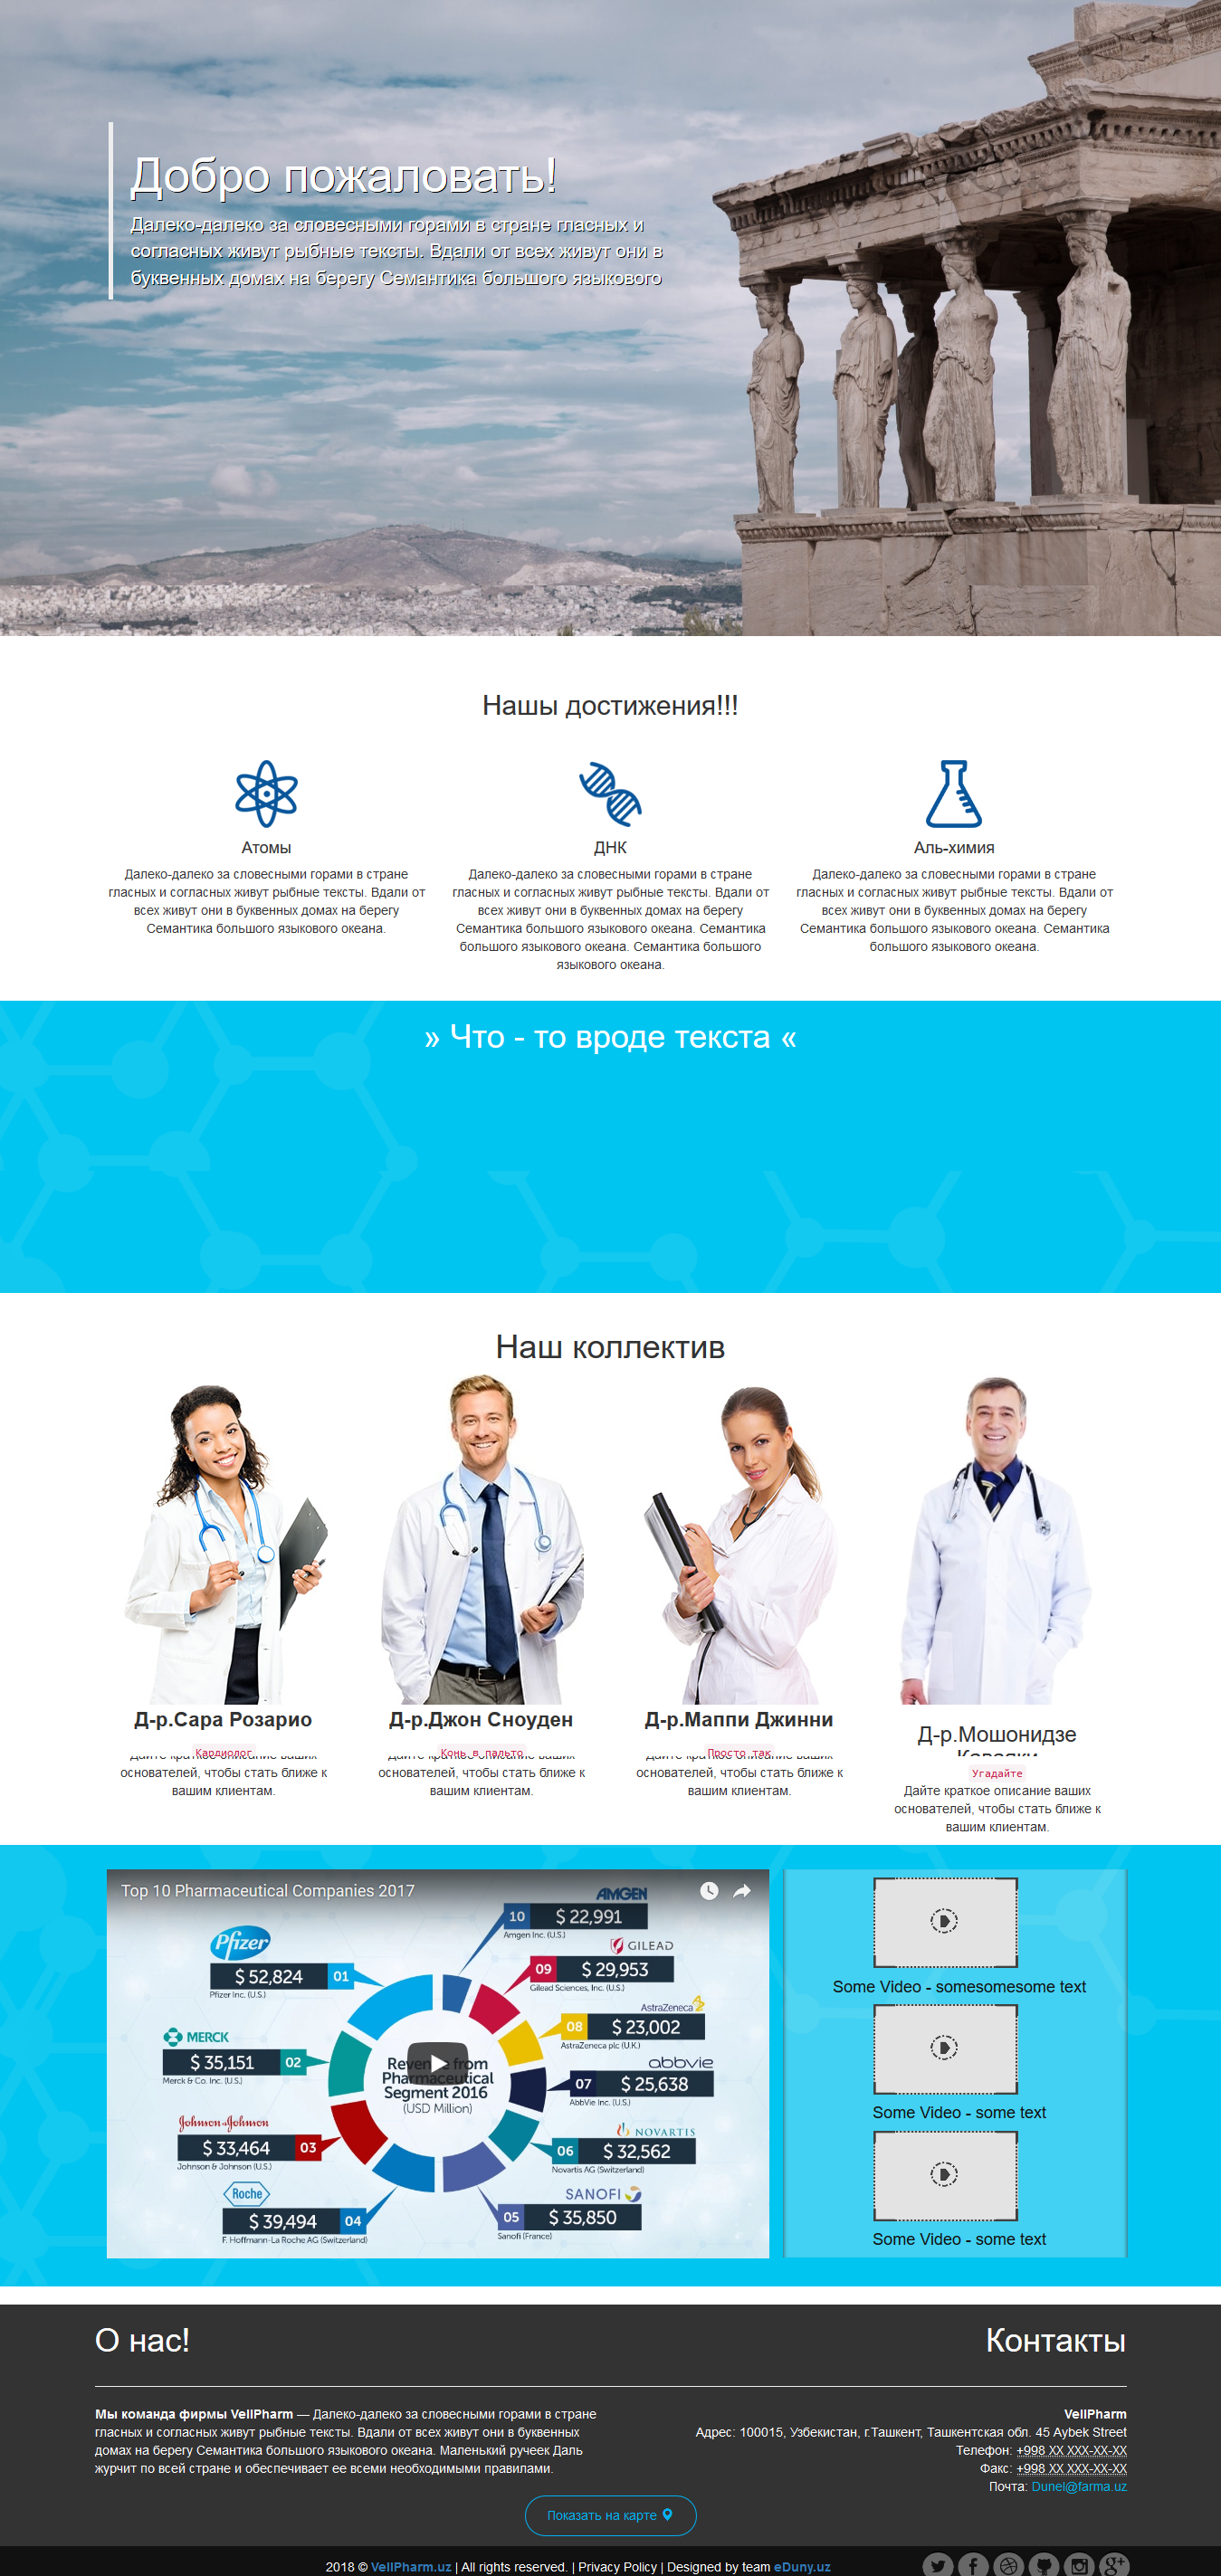 Добро пожаловать!
Далеко-далеко за словесными горами в стране гласных и
согласных живут рыбные тексты. Вдали от всех живут они в
буквенных домах на берегу Семантика большого языкового
Нашы достижения!!!
Атомы
Далеко-далеко за словесными горами в стране
гласных и согласных живут рыбные тексты. Вдали от
всех живут они в буквенных домах на берегу
Семантика большого языкового океана.
ДНК
Далеко-далеко за словесными горами в стране
гласных и согласных живут рыбные тексты. Вдали от
всех живут они в буквенных домах на берегу
Семантика большого языкового океана. Семантика
большого языкового океана. Семантика большого
языкового океана.
Аль-химия
Далеко-далеко за словесными горами в стране
гласных и согласных живут рыбные тексты. Вдали от
всех живут они в буквенных домах на берегу
Семантика большого языкового океана. Семантика
большого языкового океана.
» Что - то вроде текста «
Наш коллектив
Д-р.Сара Розарио
Кардиолог
основателей, чтобы стать ближе к
вашим клиентам.
Д-р.Джон Сноуден
Конь в пальто
основателей, чтобы стать ближе к
вашим клиентам.
Д-р.Маппи Джинни
Просто так
основателей, чтобы стать ближе к
вашим клиентам.
Д-р.Мошонидзе
Угадайте
Дайте краткое описание ваших
основателей, чтобы стать ближе к
вашим клиентам.
Top 10 Pharmaceutical Companies 2017
AMGEN
10 $ 22,991
Amgen Inc. (U.S.)
Pfizer
$ 52,824 01
Pfizer Inc. (U.S.)
GILEAD
09 $ 29,953
Gilead Sciences, Inc. (U.S.)
AstraZeneca
08 $ 23,002
AstraZeneca plc (U.K.)
MERCK
$ 35,151 02
Merck & Co. Inc. (U.S.)
Revenue from
Pharmaceutical
Segment 2016
(USD Million)
abbvie
07 $ 25,638
AbbVie Inc. (U.S.)
Johnson & Johnson
$ 33,464 03
Johnson & Johnson (U.S.)
NOVARTIS
06 $ 32,562
Novartis AG (Switzerland)
Roche
$ 39,494 04
F. Hoffmann-La Roche AG (Switzerland)
SANOFI
05 $ 35,850
Sanofi (France)
Some Video - somesomesome text
Some Video - some text
Some Video - some text
О нас!
Контакты
Мы команда фирмы VellPharm — Далеко-далеко за словесными горами в стране
гласных и согласных живут рыбные тексты. Вдали от всех живут они в буквенных
домах на берегу Семантика большого языкового океана. Маленький ручеек Даль
журчит по всей стране и обеспечивает ее всеми необходимыми правилами.
VellPharm
Адрес: 100015, Узбекистан, г.Ташкент, Ташкентская обл. 45 Aybek Street
Телефон: +998 XX XXX-XX-XX
Факс: +998 XX XXX-XX-XX
Почта: Dunel@farma.uz
Показать на карте
2018 © VellPharm.uz | All rights reserved. | Privacy Policy | Designed by team eDuny.uz